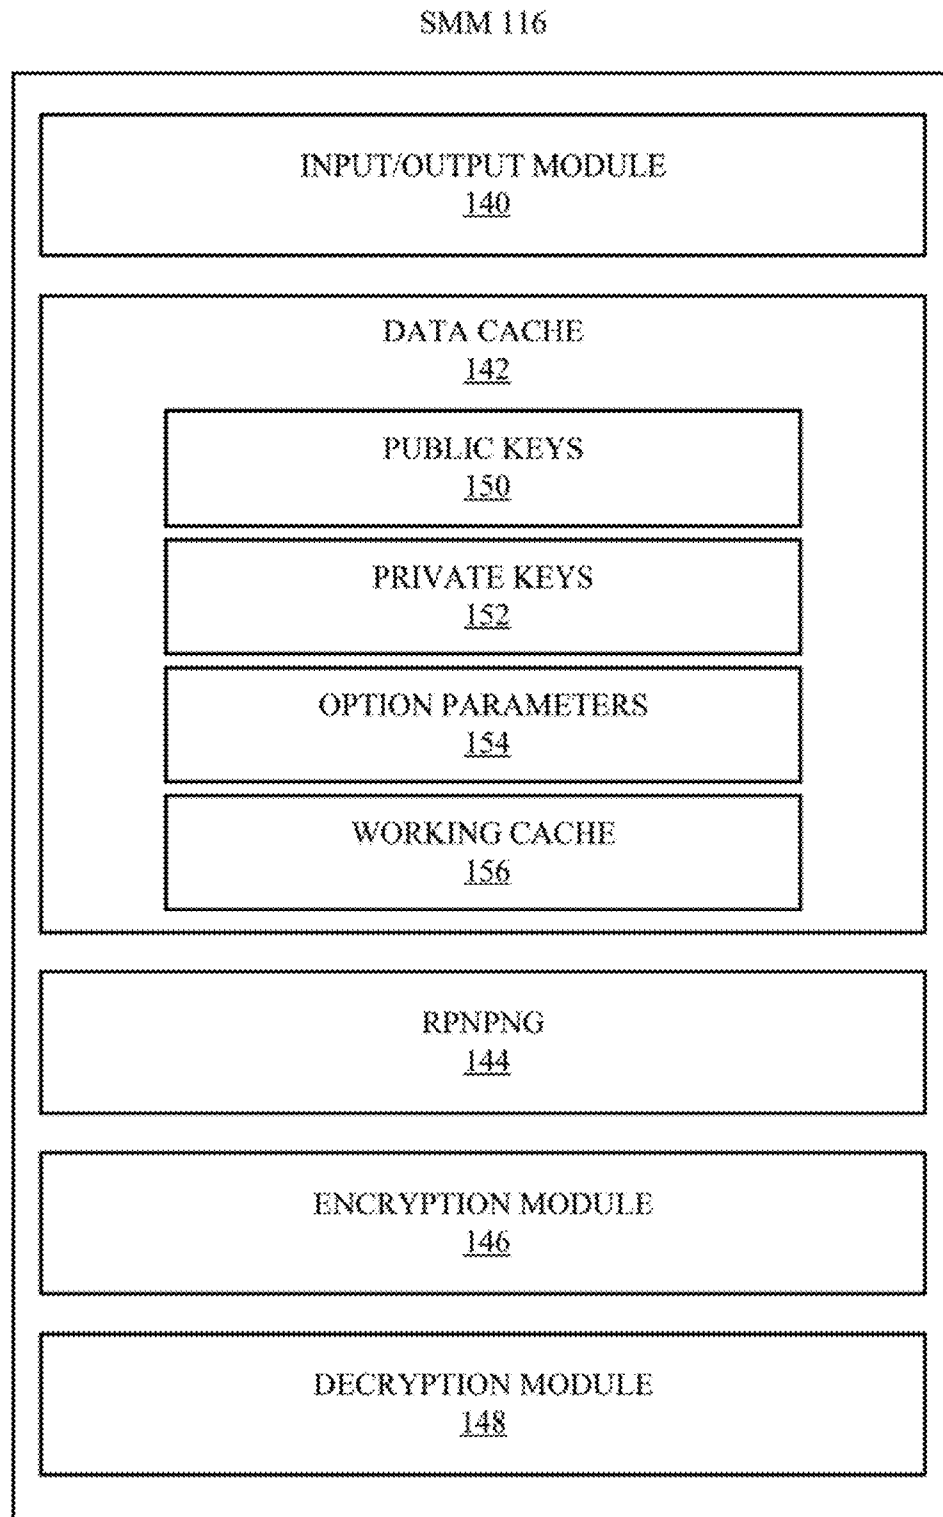 SMM 116
INPUT/OUTPUT MODULE
140
DATA CACHE
142
PUBLIC KEYS
150
PRIVATE KEYS
152
OPTION PARAMETERS
154
WORKING CACHE
156
RPNPNG
144
ENCRYPTION MODULE
146
DECRYPTION MODULE
148